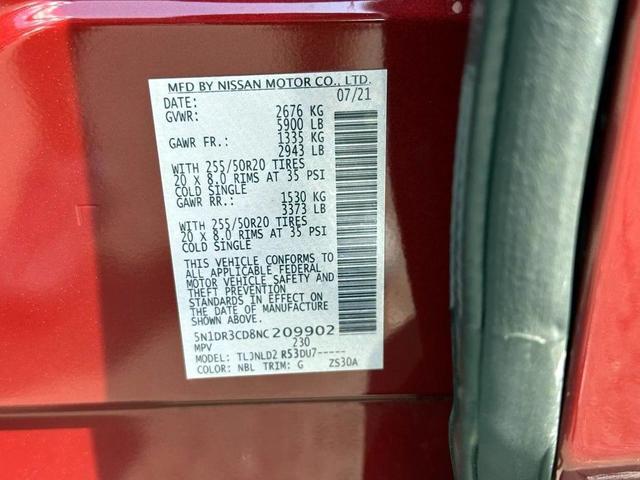 MFD BY NISSAN MOTOR CO., LTD.
DATE: 07/21
GVWR: 2676 KG
5900 LB
GAWR FR.: 1335 KG
2943 LB
WITH 255/50R20 TIRES
20 X 8.0 RIMS AT 35 PSI
COLD SINGLE
GAWR RR.: 1530 KG
3373 LB
WITH 255/50R20 TIRES
20 X 8.0 RIMS AT 35 PSI
COLD SINGLE
THIS VEHICLE CONFORMS TO
ALL APPLICABLE FEDERAL
MOTOR VEHICLE SAFETY AND
THEFT PREVENTION
STANDARDS IN EFFECT ON
THE DATE OF MANUFACTURE
SHOWN ABOVE.
5N1DR3CD8NC209902
MPV 230
MODEL: TLJNLD2 R53DU7-----
COLOR: NBL TRIM: G ZS30A